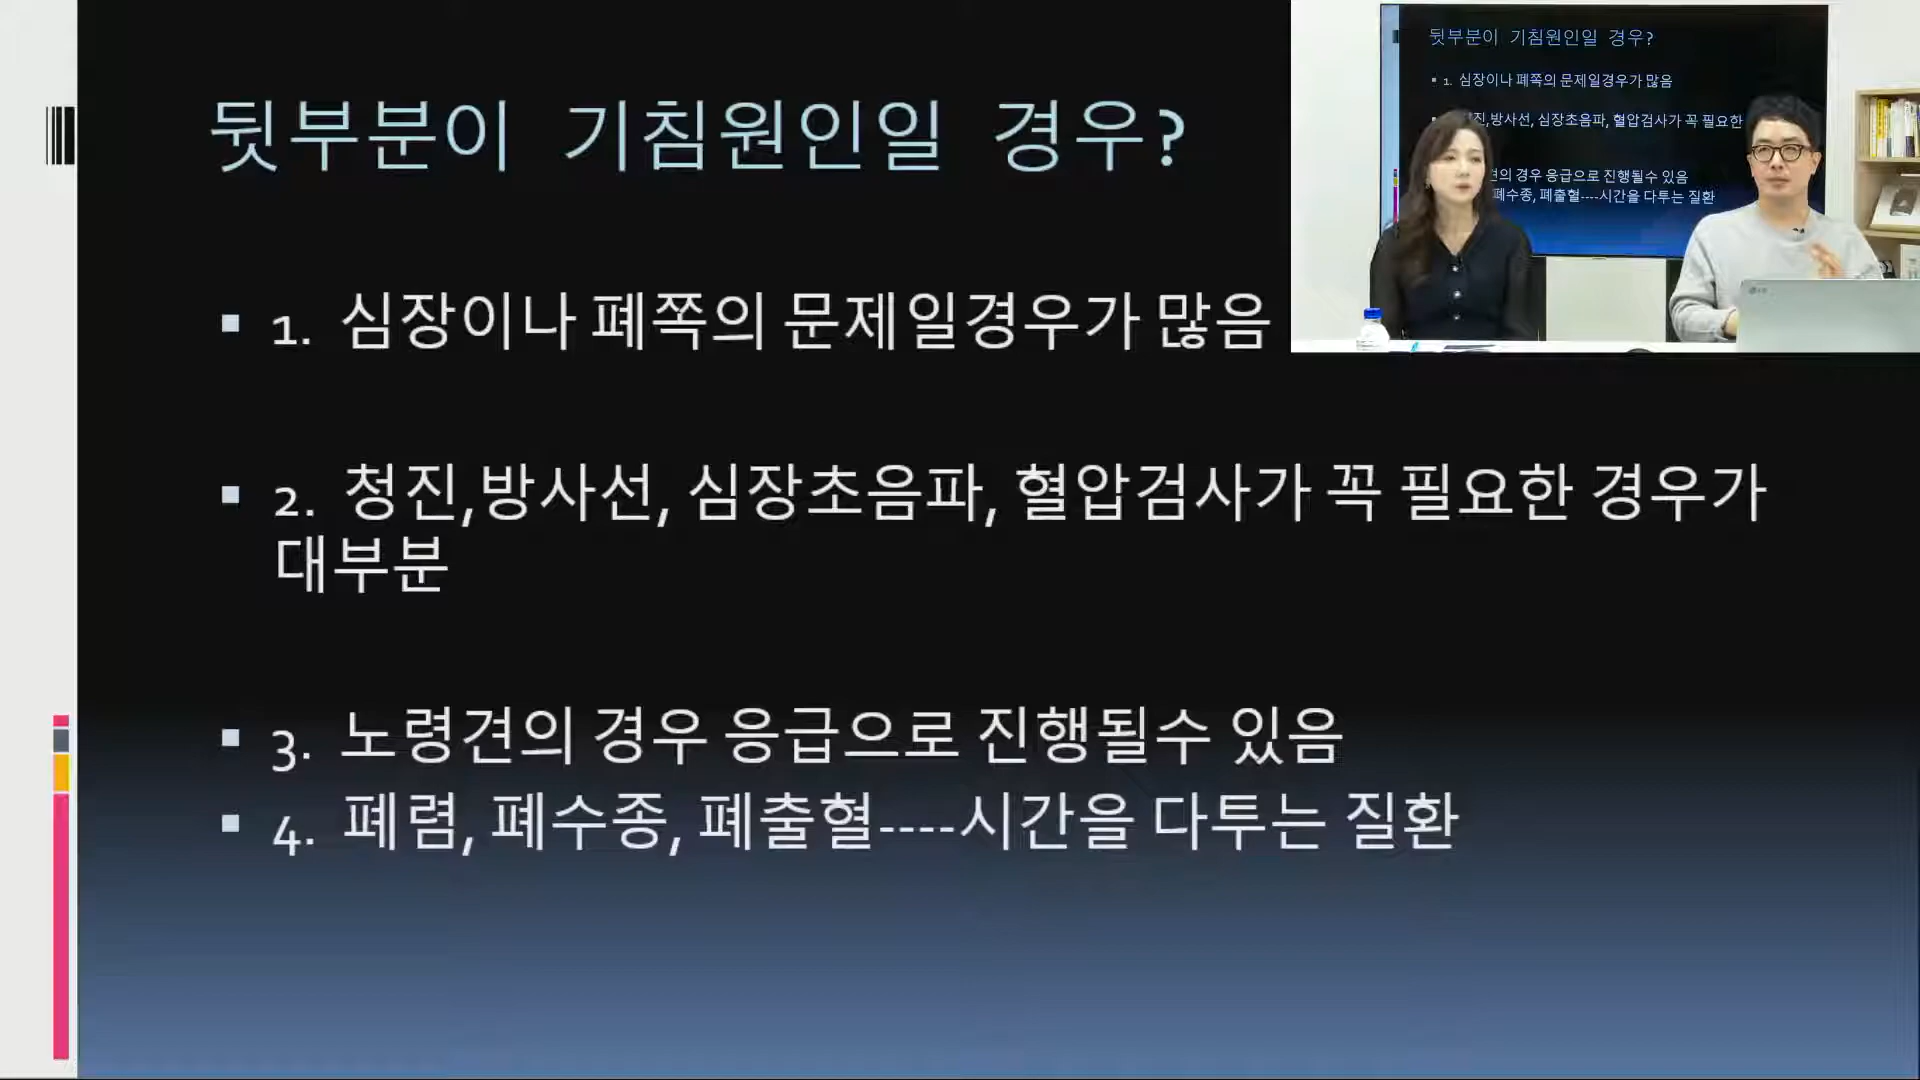 뒷부분이 기침원인일 경우?
1. 심장이나 폐쪽의 문제일경우가 많음
2. 청진,방사선, 심장초음파, 혈압검사가 꼭 필요한 경우가
대부분
3. 노령견의 경우 응급으로 진행될수 있음
4. 폐렴, 폐수종, 폐출혈----시간을 다투는 질환
뒷부분이 기침원인일 경우?
1. 심장이나 폐쪽의 문제일경우가 많음
방사선, 심장초음파, 혈압검사가 꼭 필요한
경우 응급으로 진행될수 있음
폐수종, 폐출혈----시간을 다투는 질환